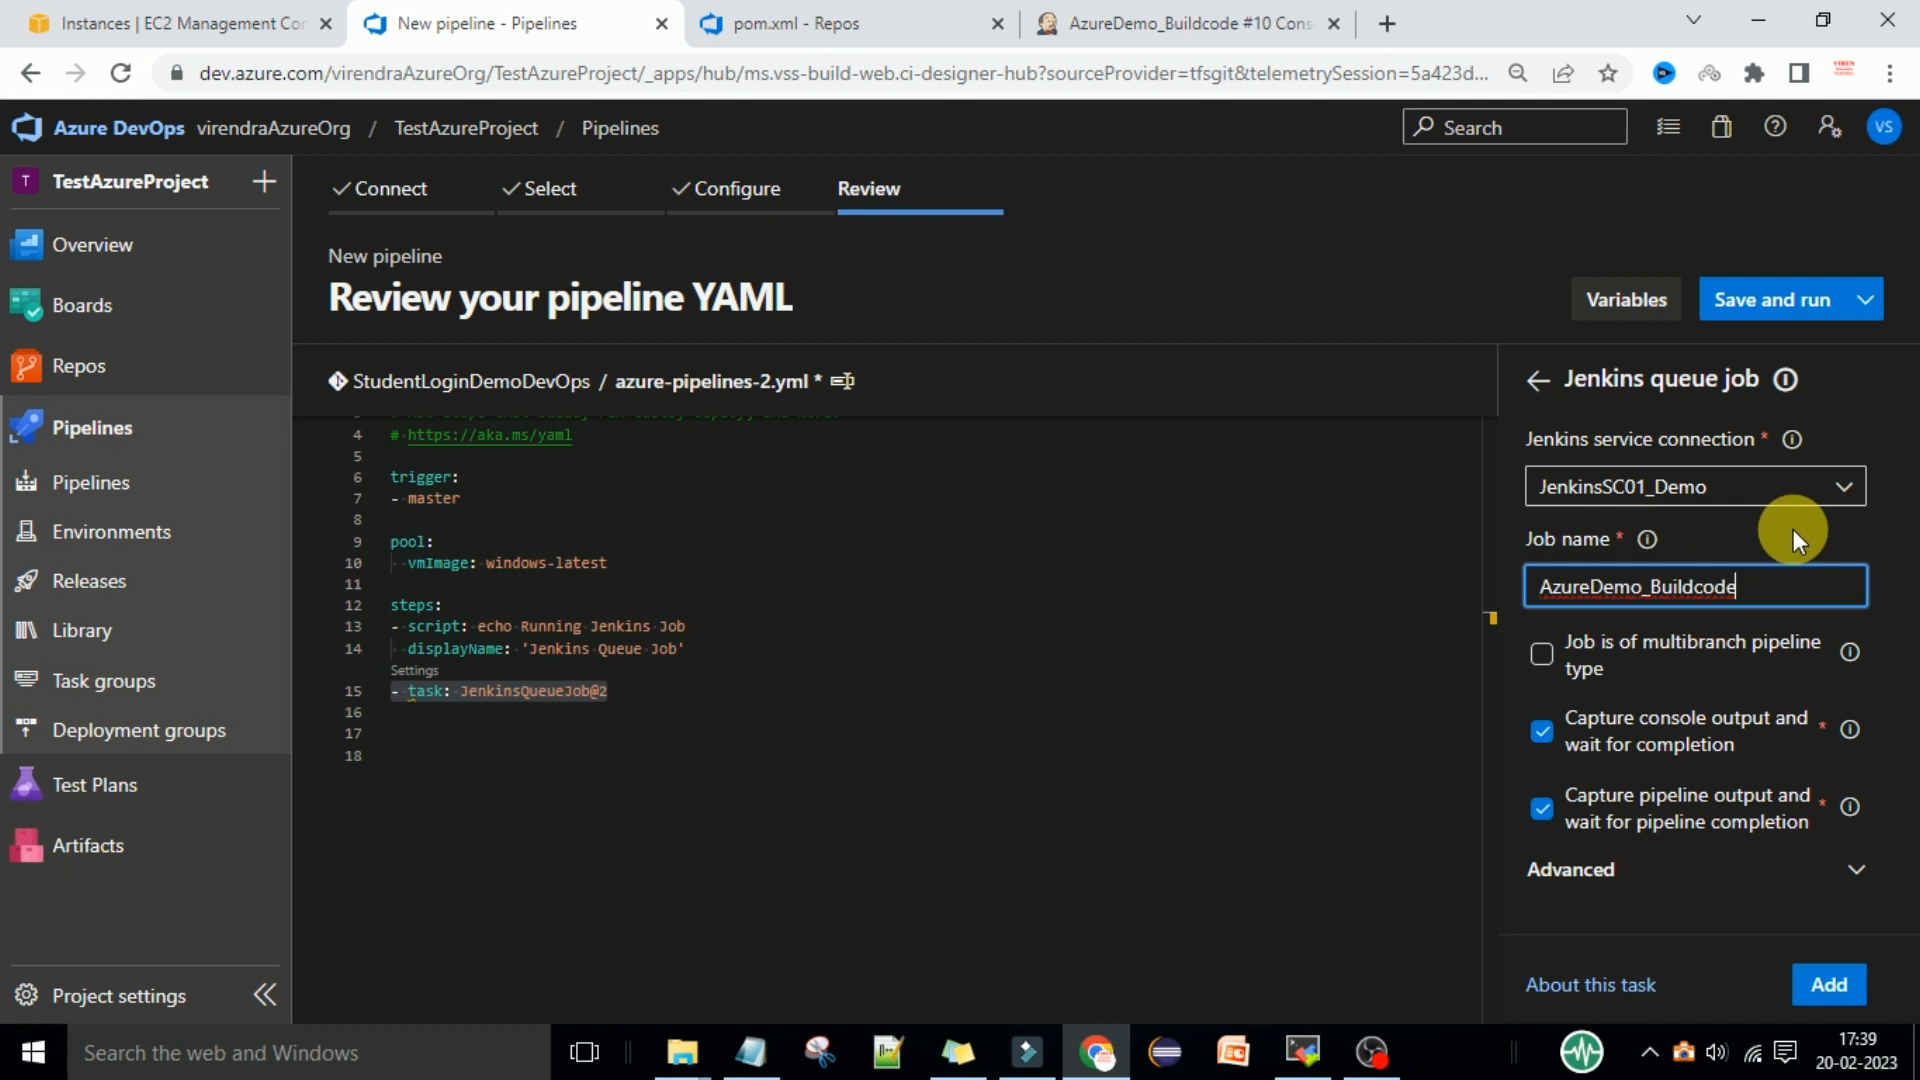 Instances | EC2 Management Cor
New pipeline - Pipelines
pom.xml - Repos
AzureDemo_Buildcode #10 Cons
dev.azure.com/virendraAzureOrg/TestAzureProject/_apps/hub/ms.vss-build-web.ci-designer-hub?sourceProvider=tfsgit&telemetrySession=5a423d...
Azure DevOps virendraAzureOrg / TestAzureProject / Pipelines
Search
VS
T TestAzureProject
Overview
Boards
Repos
Pipelines
Pipelines
Environments
Releases
Library
Task groups
Deployment groups
Test Plans
Artifacts
Project settings
Connect Select Configure Review
New pipeline
Review your pipeline YAML
Variables
Save and run
StudentLoginDemoDevOps / azure-pipelines-2.yml *
4 # https://aka.ms/yaml
5
6 trigger:
7 - master
8
9 pool:
10 vmImage: windows-latest
11
12 steps:
13 - script: echo Running Jenkins Job
14 displayName: 'Jenkins Queue Job'
Settings
15 - task: JenkinsQueueJob@2
16
17
18
Jenkins queue job
Jenkins service connection *
JenkinsSC01_Demo
Job name *
AzureDemo_Buildcode
Job is of multibranch pipeline
type
Capture console output and
wait for completion *
Capture pipeline output and
wait for pipeline completion *
Advanced
About this task
Add
Search the web and Windows
17:39
20-02-2023